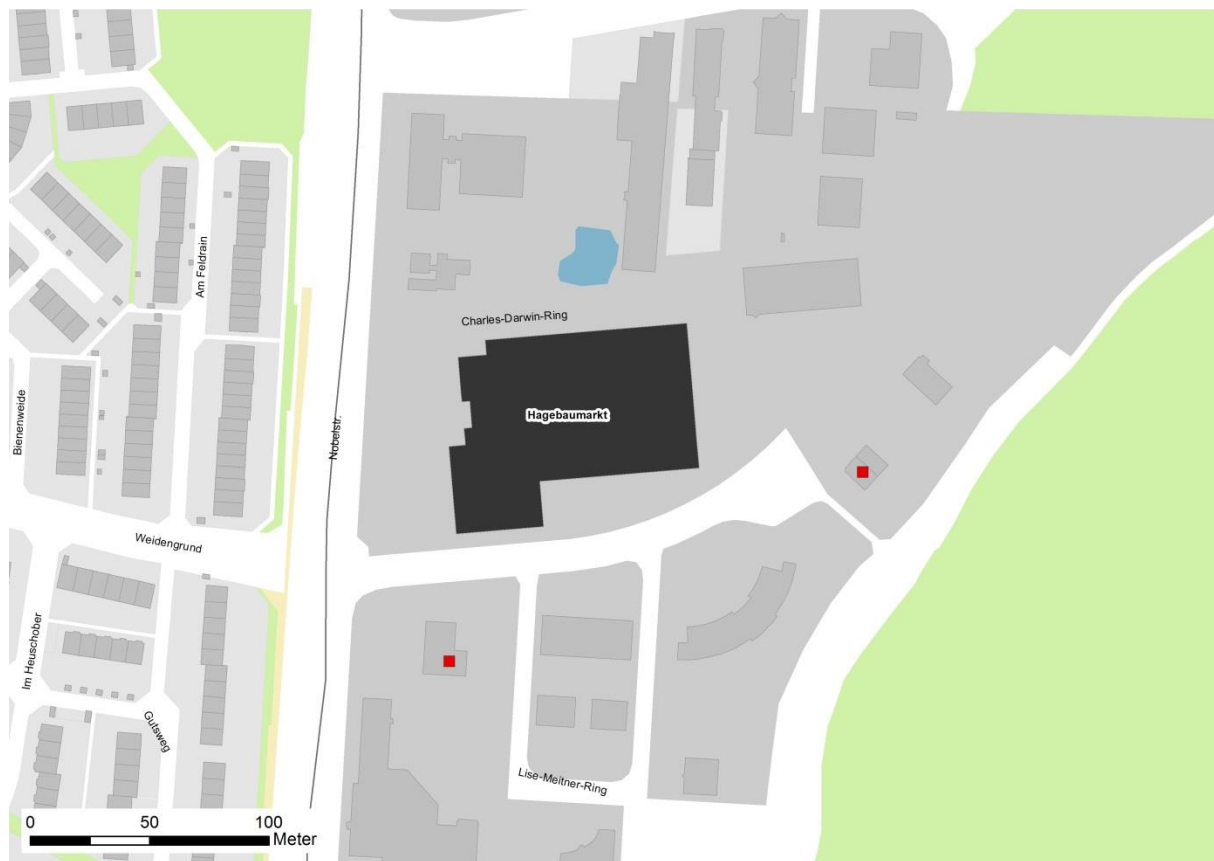 Am Feldrain
Charles-Darwin-Ring
Hagebaumarkt
Bienenweide
Nobelstr.
Weidengrund
Im Heuschober
Gutsweg
Lise-Meitner-Ring
0 50 100
Meter